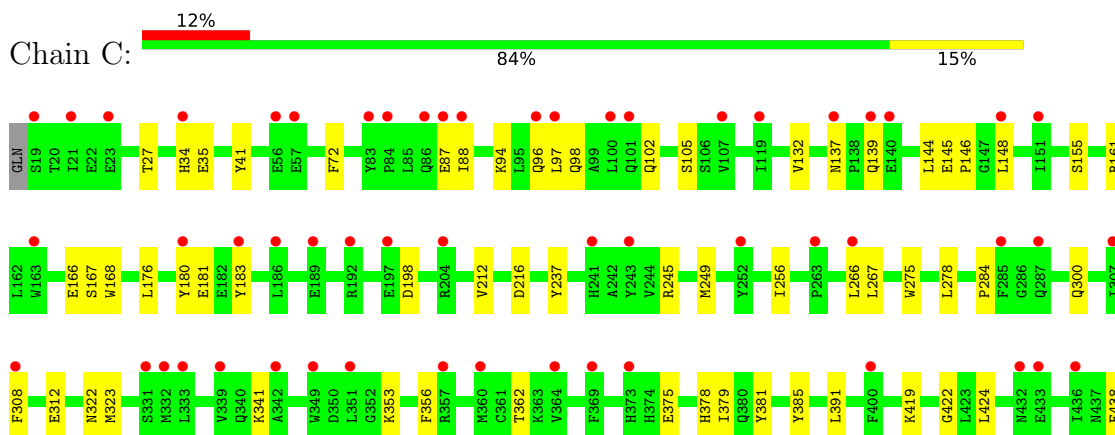 12%
Chain C:
84% 15%
GLN S19 T20 I21 E22 E23 T27 H34 E35 Y41 E56 E57 F72 Y83 P84 L85 Q86 E87 I88 K94 L95 Q96 L97 Q98 A99 L100 Q101 Q102 S105 S106 V107 I119 V132 N137 P138 Q139 E140 L144 E145 P146 G147 L148 I151 S155 R161
L162 W163 E166 S167 W168 L176 Y180 E181 E182 Y183 L186 E189 R192 E197 D198 R204 V212 D216 Y237 H241 A242 Y243 V244 R245 M249 Y252 I256 P263 L266 L267 W275 L278 P284 F285 G286 Q287 Q300 I307
F308 E312 N322 M323 S331 M332 L333 V339 Q340 K341 A342 W349 D350 L351 G352 K353 F356 R357 M360 C361 T362 K363 V364 F369 H373 H374 E375 H378 I379 Q380 Y381 Y385 L391 F400 K419 G422 L423 L424 N432 E433 I436 N437 F438